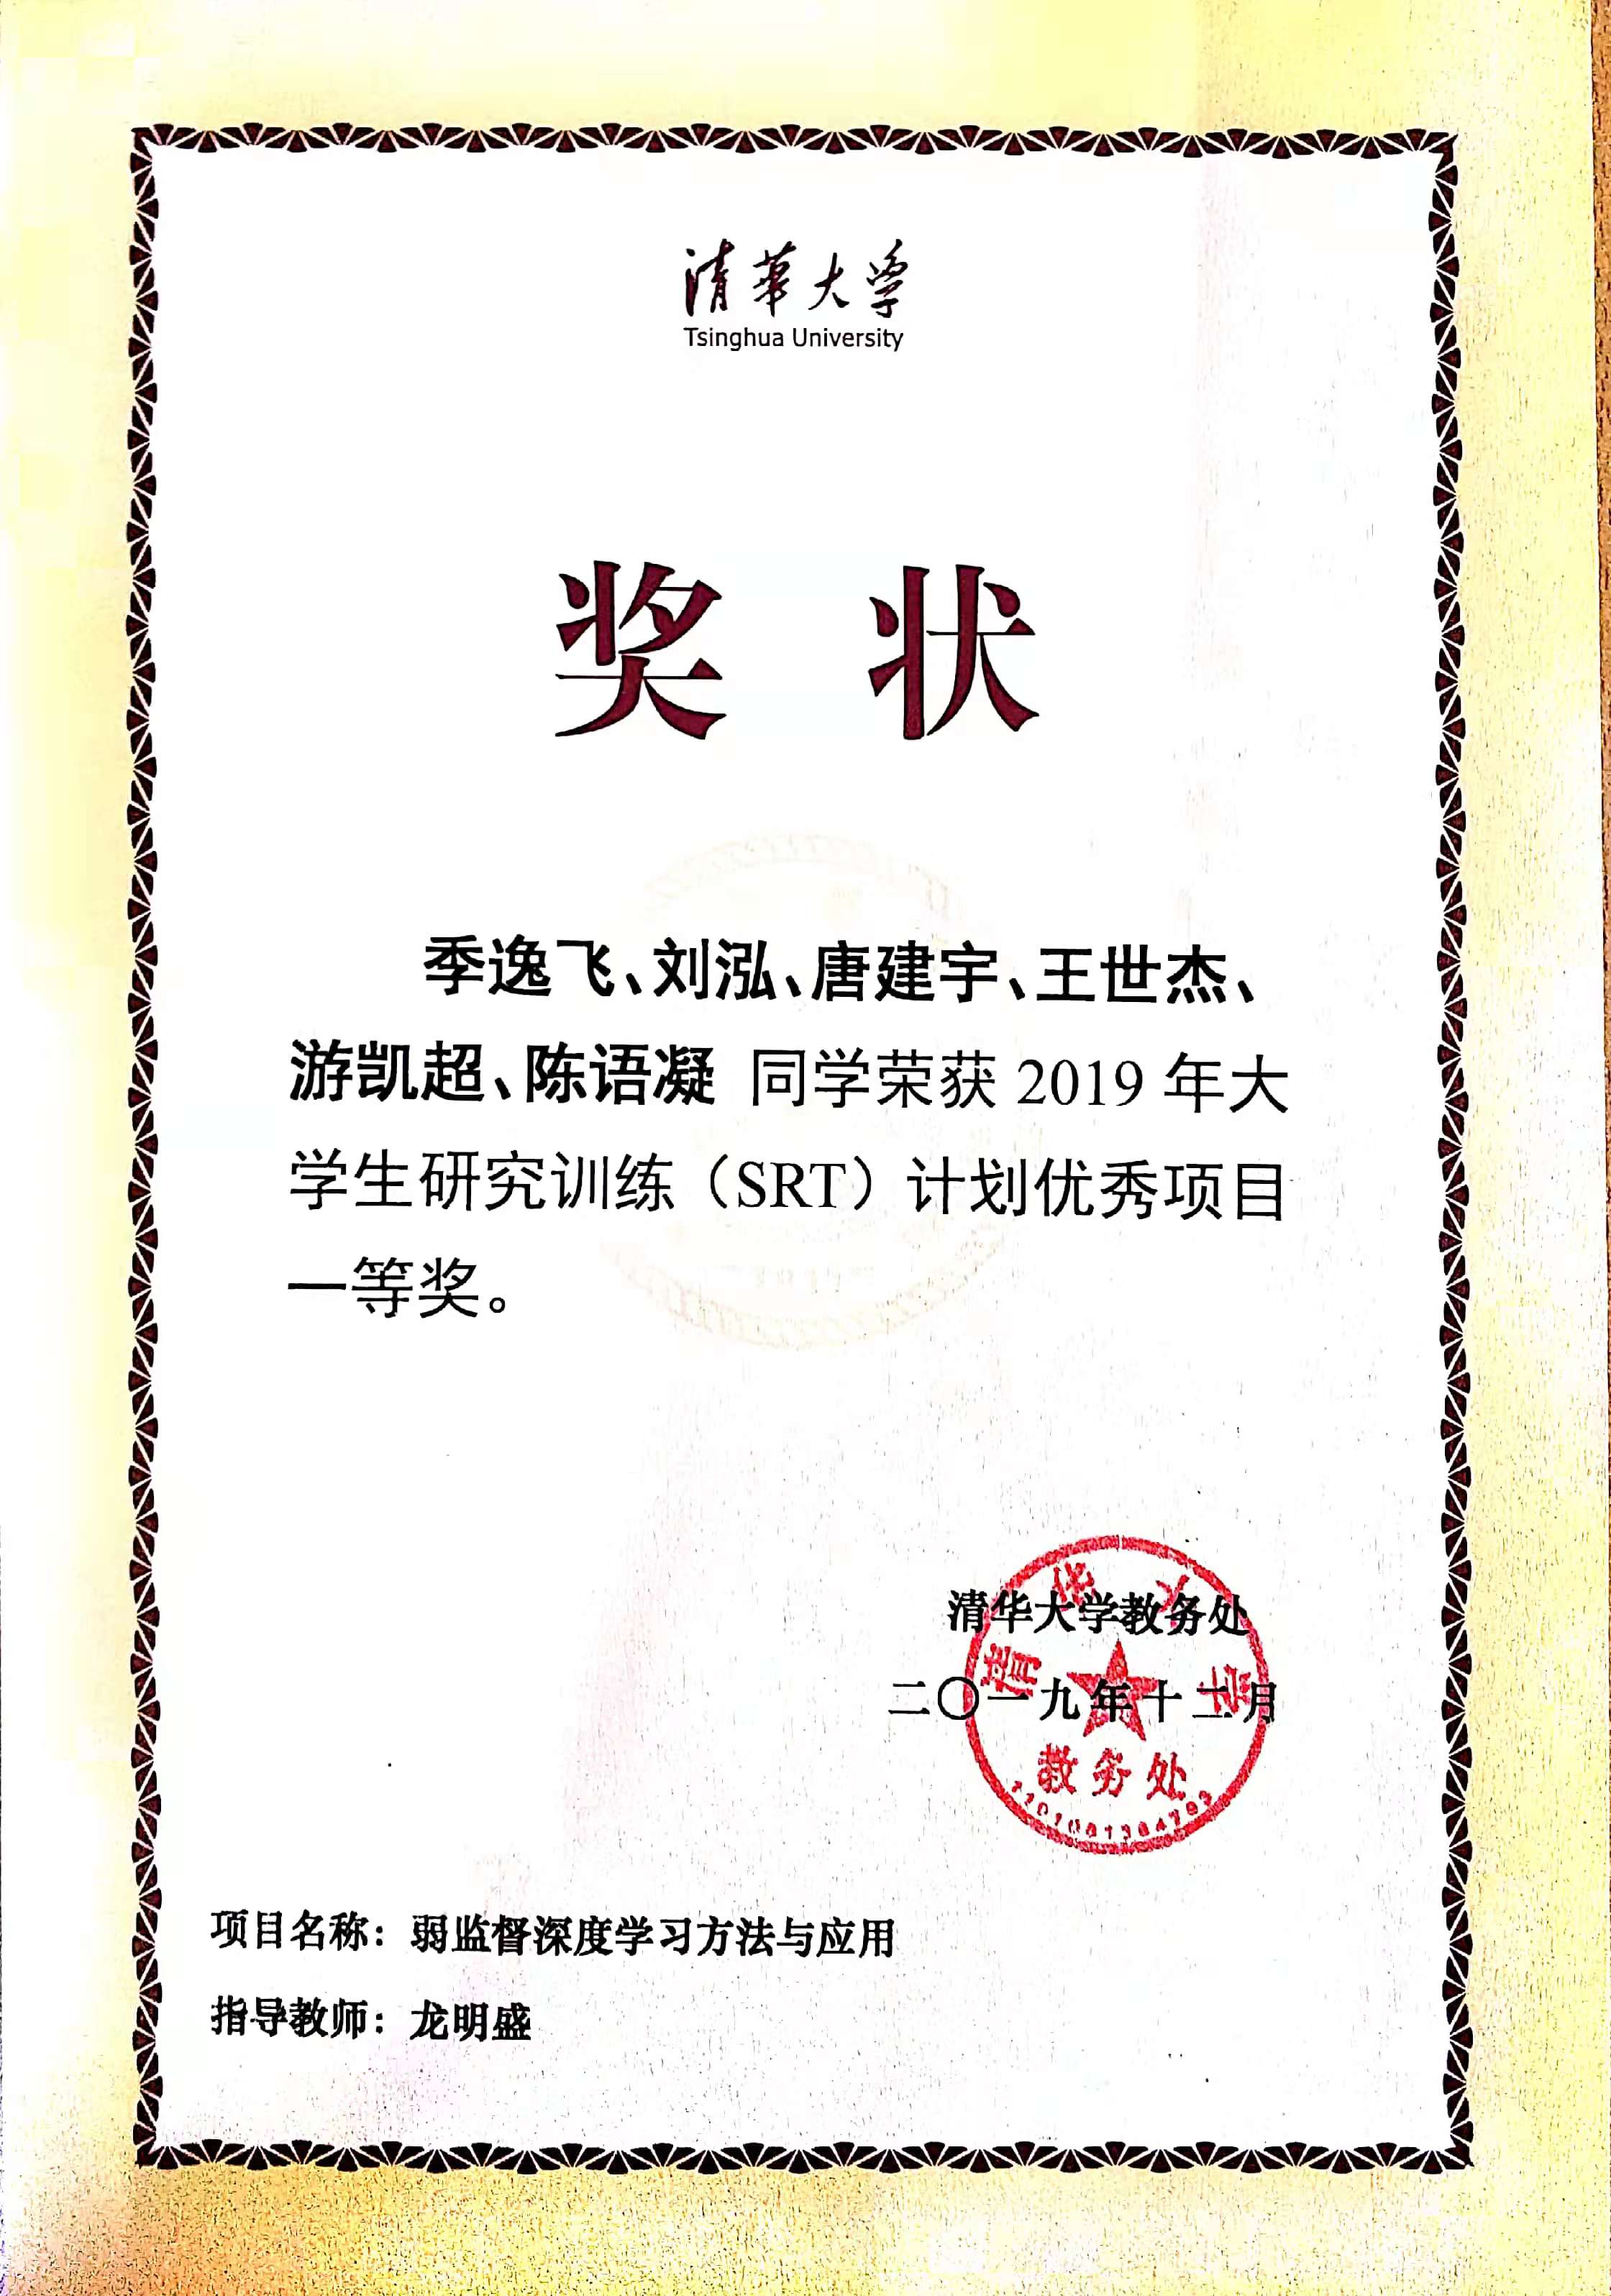 清華大学
Tsinghua University
奖 状
季逸飞、刘泓、唐建宇、王世杰、
游凯超、陈语凝 同学荣获 2019 年大
学生研究训练（SRT）计划优秀项目
一等奖。
清华大学教务处
二〇一九年十二月
清华大学
教务处
项目名称：弱监督深度学习方法与应用
指导教师：龙明盛